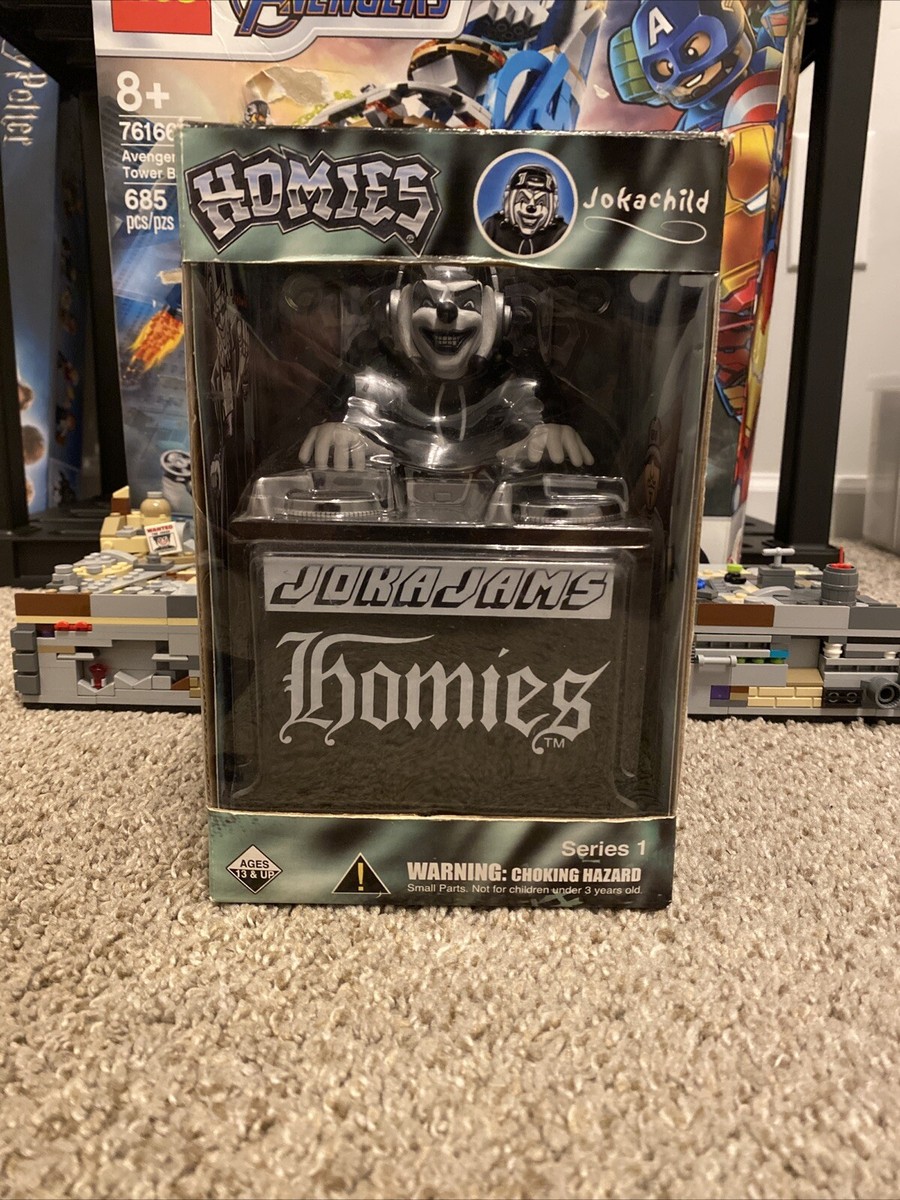 AVENGERS
8+
76166
Avenger
Tower B
685
pcs/pzs
A
HOMIES
Jokachild
WANTED
JOKAJAMS
Homies
TM
Series 1
AGES
13 & UP
!
WARNING: CHOKING HAZARD
Small Parts. Not for children under 3 years old.